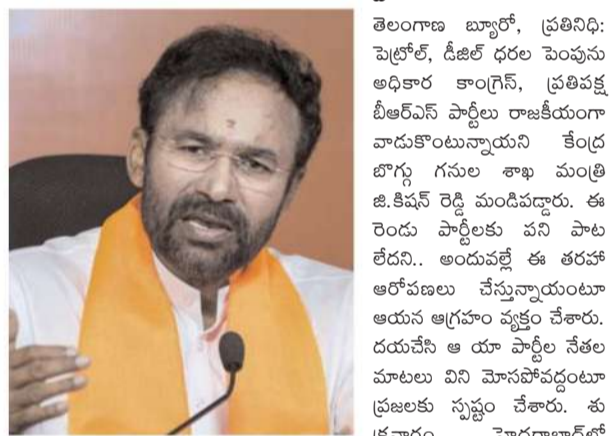 తెలంగాణ బ్యూరో, ప్రతినిధి:
పెట్రోల్, డీజిల్ ధరల పెంపును
అధికార కాంగ్రెస్, ప్రతిపక్ష
బీఆర్ఎస్ పార్టీలు రాజకీయంగా
వాడుకొంటున్నాయని కేంద్ర
బొగ్గు గనుల శాఖ మంత్రి
జి.కిషన్ రెడ్డి మండిపడ్డారు. ఈ
రెండు పార్టీలకు పని పాట
లేదని.. అందువల్లే ఈ తరహా
ఆరోపణలు చేస్తున్నాయంటూ
ఆయన ఆగ్రహం వ్యక్తం చేశారు.
దయచేసి ఆ యా పార్టీల నేతల
మాటలు విని మోసపోవద్దంటూ
ప్రజలకు స్పష్టం చేశారు. శు